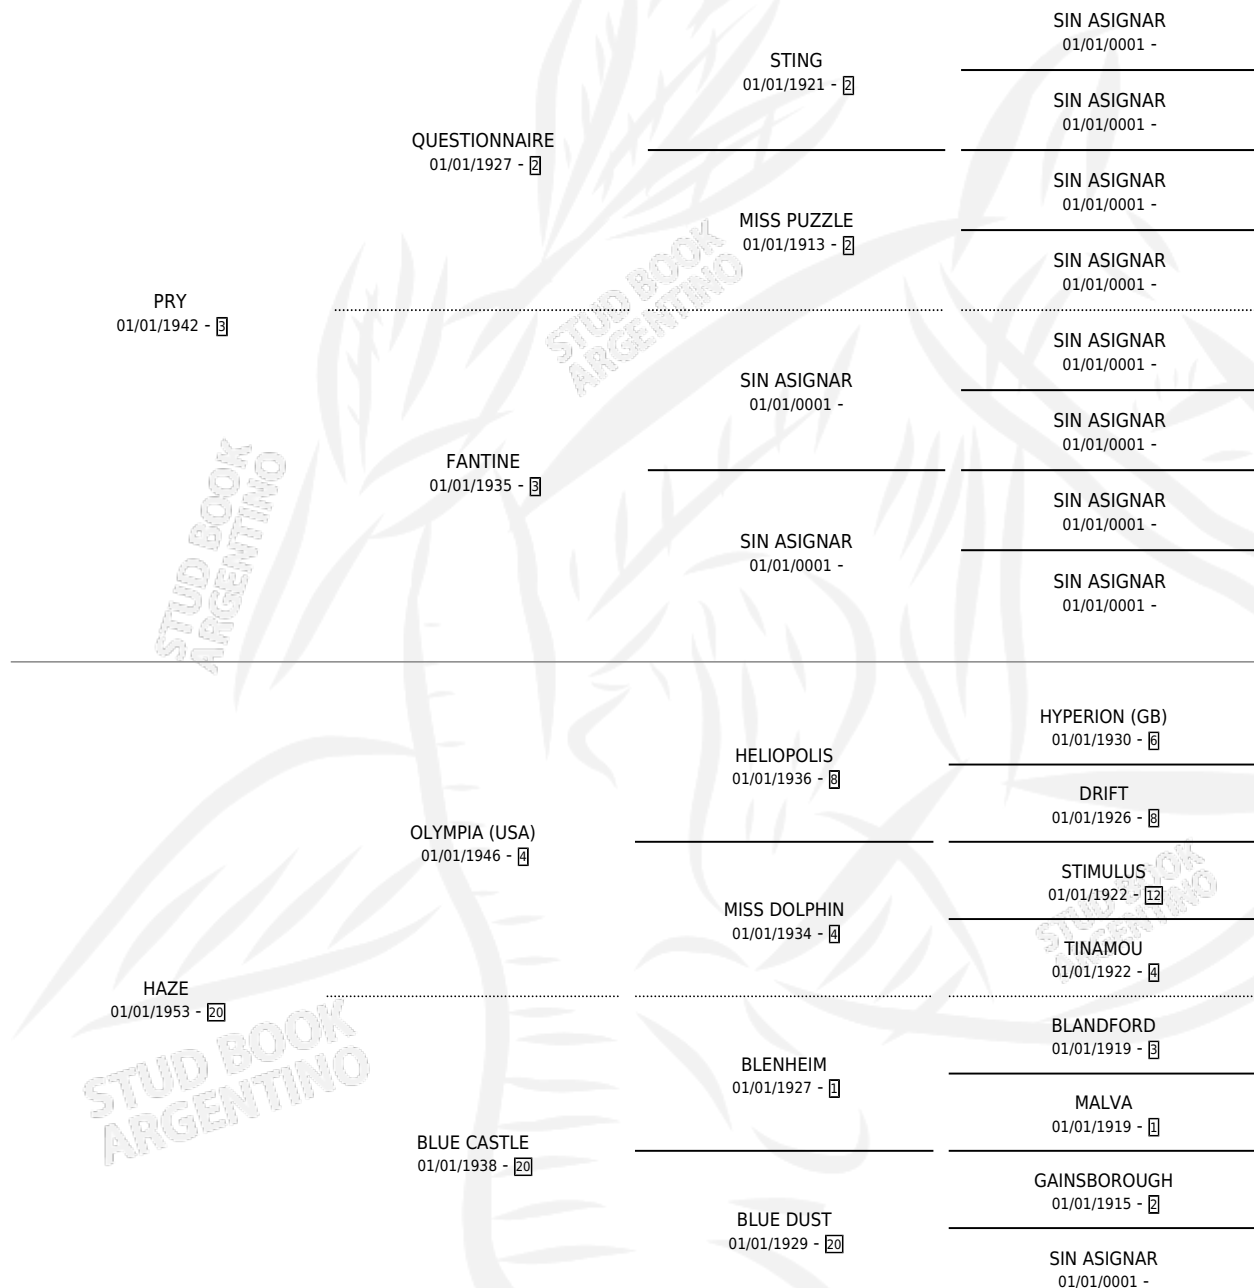 SIN ASIGNAR
01/01/0001 -
STING
01/01/1921 - 2
SIN ASIGNAR
01/01/0001 -
QUESTIONNAIRE
01/01/1927 - 2
SIN ASIGNAR
01/01/0001 -
MISS PUZZLE
01/01/1913 - 2
SIN ASIGNAR
01/01/0001 -
PRY
01/01/1942 - 3
SIN ASIGNAR
01/01/0001 -
SIN ASIGNAR
01/01/0001 -
SIN ASIGNAR
01/01/0001 -
FANTINE
01/01/1935 - 3
SIN ASIGNAR
01/01/0001 -
SIN ASIGNAR
01/01/0001 -
SIN ASIGNAR
01/01/0001 -
STUD BOOK
ARGENTINO
STUD BOOK
ARGENTINO
HYPERION (GB)
01/01/1930 - 6
HELIOPOLIS
01/01/1936 - 8
DRIFT
01/01/1926 - 8
OLYMPIA (USA)
01/01/1946 - 4
STIMULUS
01/01/1922 - 12
MISS DOLPHIN
01/01/1934 - 4
TINAMOU
01/01/1922 - 4
HAZE
01/01/1953 - 20
BLANDFORD
01/01/1919 - 3
BLENHEIM
01/01/1927 - 1
MALVA
01/01/1919 - 1
BLUE CASTLE
01/01/1938 - 20
GAINSBOROUGH
01/01/1915 - 2
BLUE DUST
01/01/1929 - 20
SIN ASIGNAR
01/01/0001 -
STUD BOOK
ARGENTINO
STUD BOOK
ARGENTINO